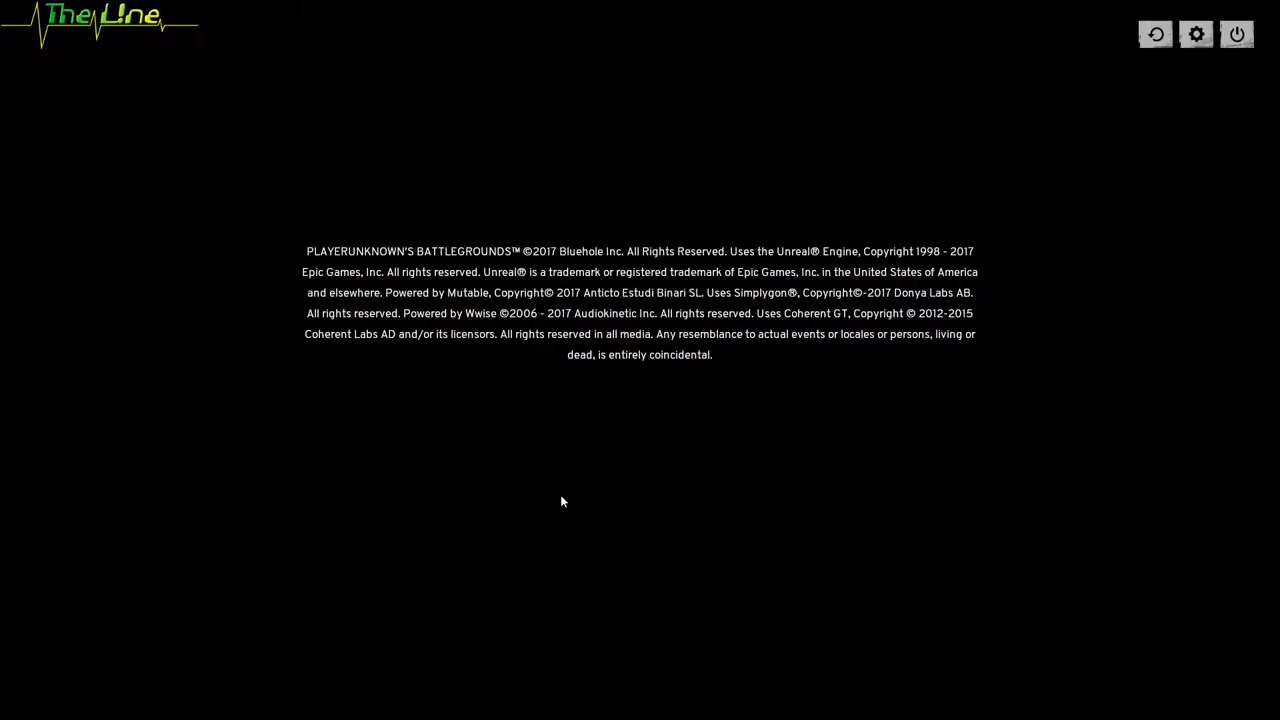 The L!ne
PLAYERUNKNOWN'S BATTLEGROUNDS™ ©2017 Bluehole Inc. All Rights Reserved. Uses the Unreal® Engine, Copyright 1998 - 2017
Epic Games, Inc. All rights reserved. Unreal® is a trademark or registered trademark of Epic Games, Inc. in the United States of America
and elsewhere. Powered by Mutable, Copyright© 2017 Anticto Estudi Binari SL. Uses Simplygon®, Copyright©-2017 Donya Labs AB.
All rights reserved. Powered by Wwise ©2006 - 2017 Audiokinetic Inc. All rights reserved. Uses Coherent GT, Copyright © 2012-2015
Coherent Labs AD and/or its licensors. All rights reserved in all media. Any resemblance to actual events or locales or persons, living or
dead, is entirely coincidental.